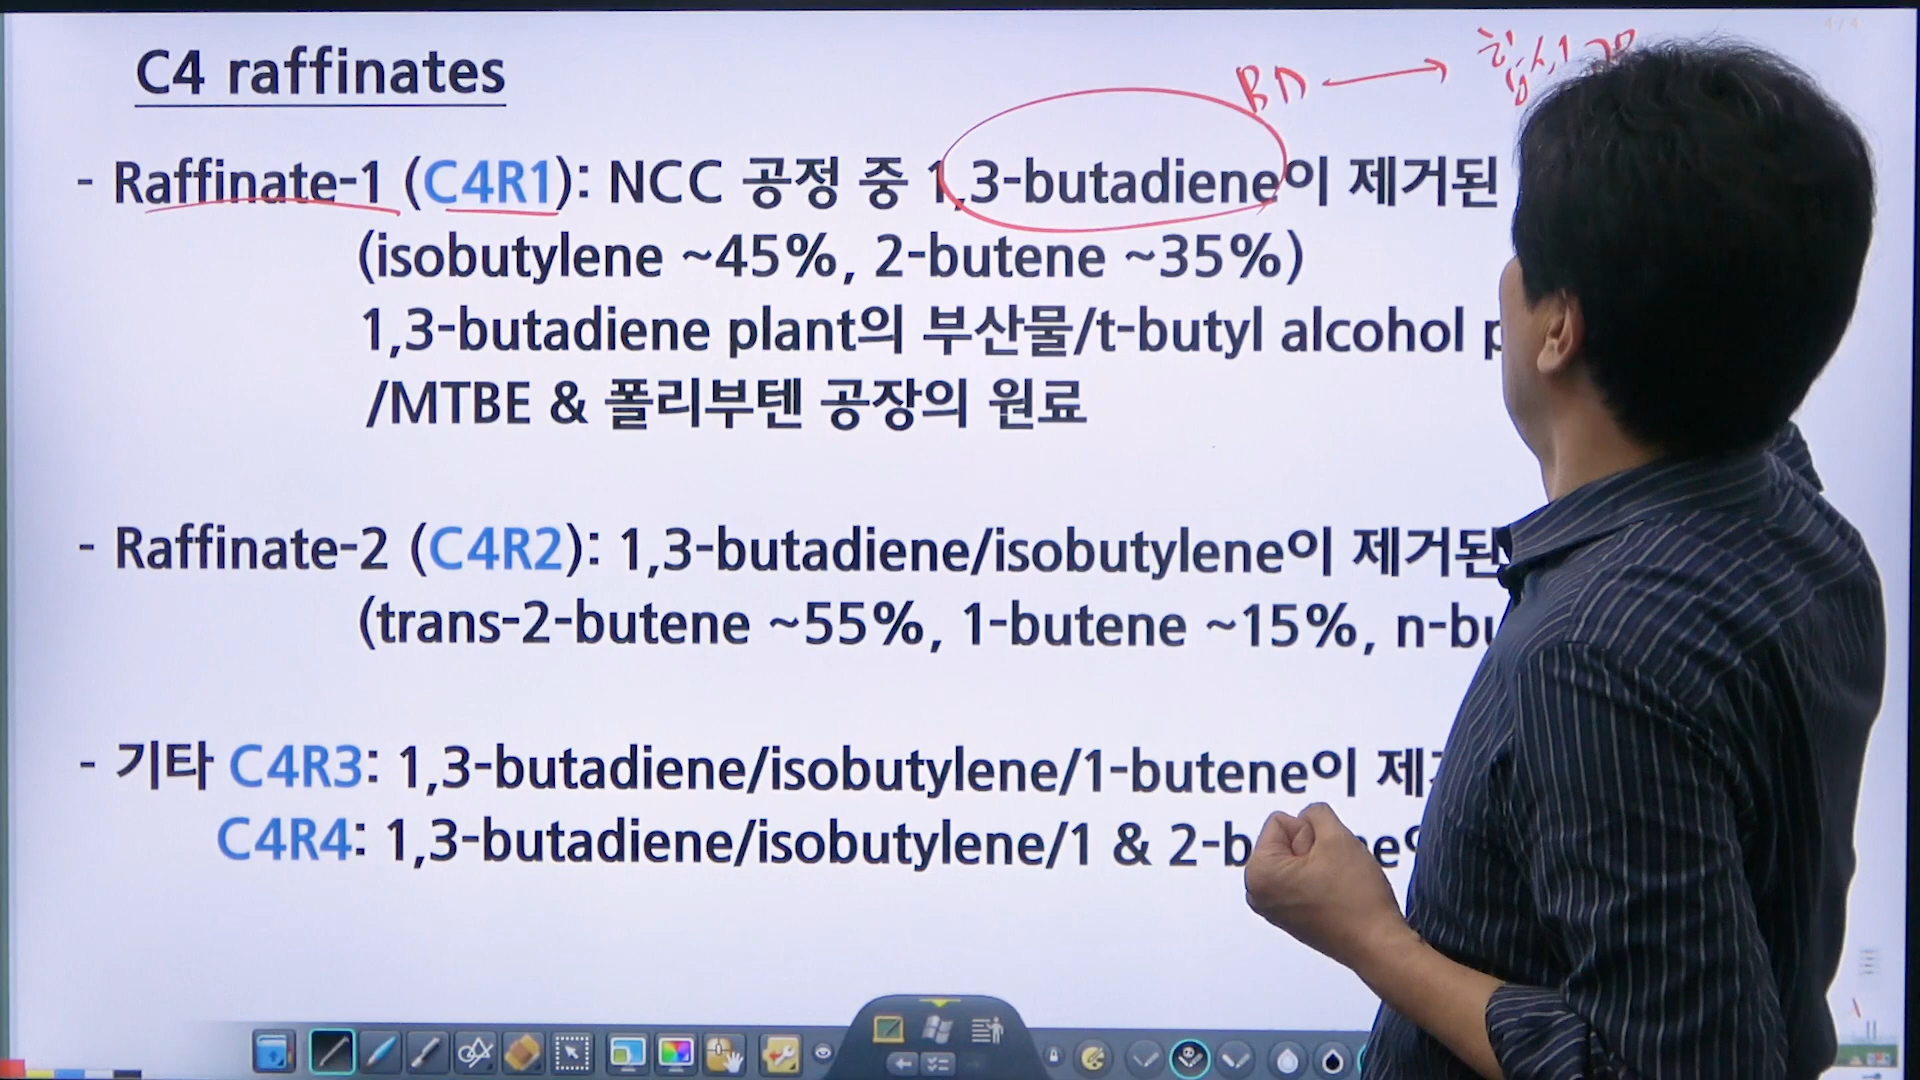 C4 raffinates
BD → 합성고
- Raffinate-1 (C4R1): NCC 공정 중 1,3-butadiene이 제거된
(isobutylene ~45%, 2-butene ~35%)
1,3-butadiene plant의 부산물/t-butyl alcohol
/MTBE & 폴리부텐 공장의 원료
- Raffinate-2 (C4R2): 1,3-butadiene/isobutylene이 제거된
(trans-2-butene ~55%, 1-butene ~15%,
- 기타 C4R3: 1,3-butadiene/isobutylene/1-butene이
C4R4: 1,3-butadiene/isobutylene/1 &